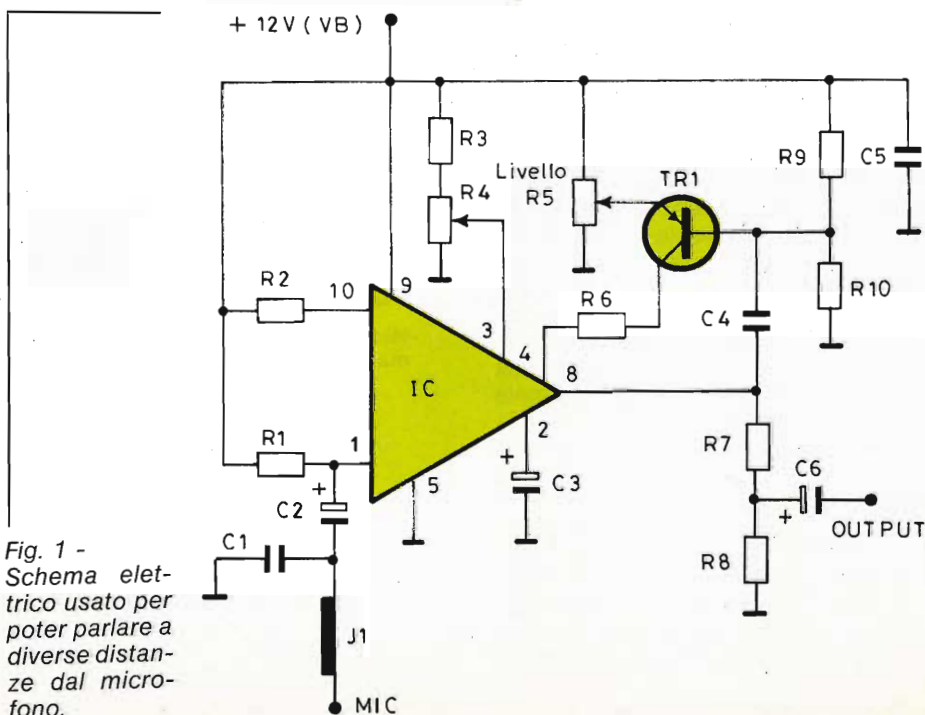 + 12V ( VB )
R3
R9
C5
Livello
R4
R5
TR1
R2
10
9
R10
R6
3
C4
4
8
IC
R1
1
2
R7
+
C6
5
+
C3
C2
+
OUTPUT
C1
R8
J1
MIC
Fig. 1 -
Schema elet-
trico usato per
poter parlare a
diverse distan-
ze dal micro-
fono.